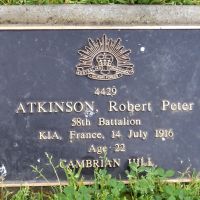 4429
ATKINSON, Robert Peter
58th Battalion
KIA, France, 14 July 1916
Age 22
CAMBRIAN HILL